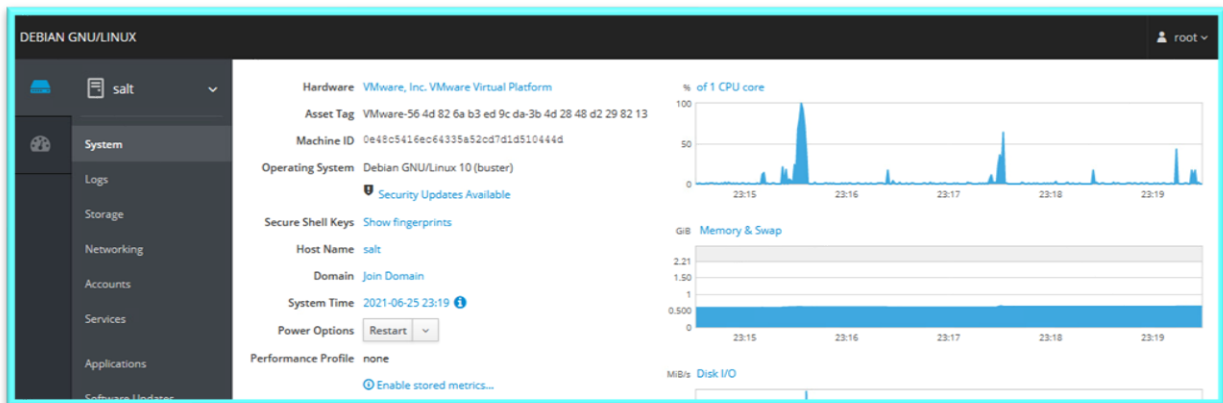 DEBIAN GNU/LINUX
root
salt
System
Logs
Storage
Networking
Accounts
Services
Applications
Software Updates
Hardware VMware, Inc. VMware Virtual Platform
Asset Tag VMware-56 4d 82 6a b3 ed 9c da-3b 4d 28 48 d2 29 82 13
Machine ID 0e48c5416ec64335a52cd7d1d510444d
Operating System Debian GNU/Linux 10 (buster)
Security Updates Available
Secure Shell Keys Show fingerprints
Host Name salt
Domain Join Domain
System Time 2021-06-25 23:19
Power Options Restart
Performance Profile none
Enable stored metrics...
% of 1 CPU core
100
50
0
23:15 23:16 23:17 23:18 23:19
GiB Memory & Swap
2.21
1.50
1
0.500
0
23:15 23:16 23:17 23:18 23:19
MiB/s Disk I/O